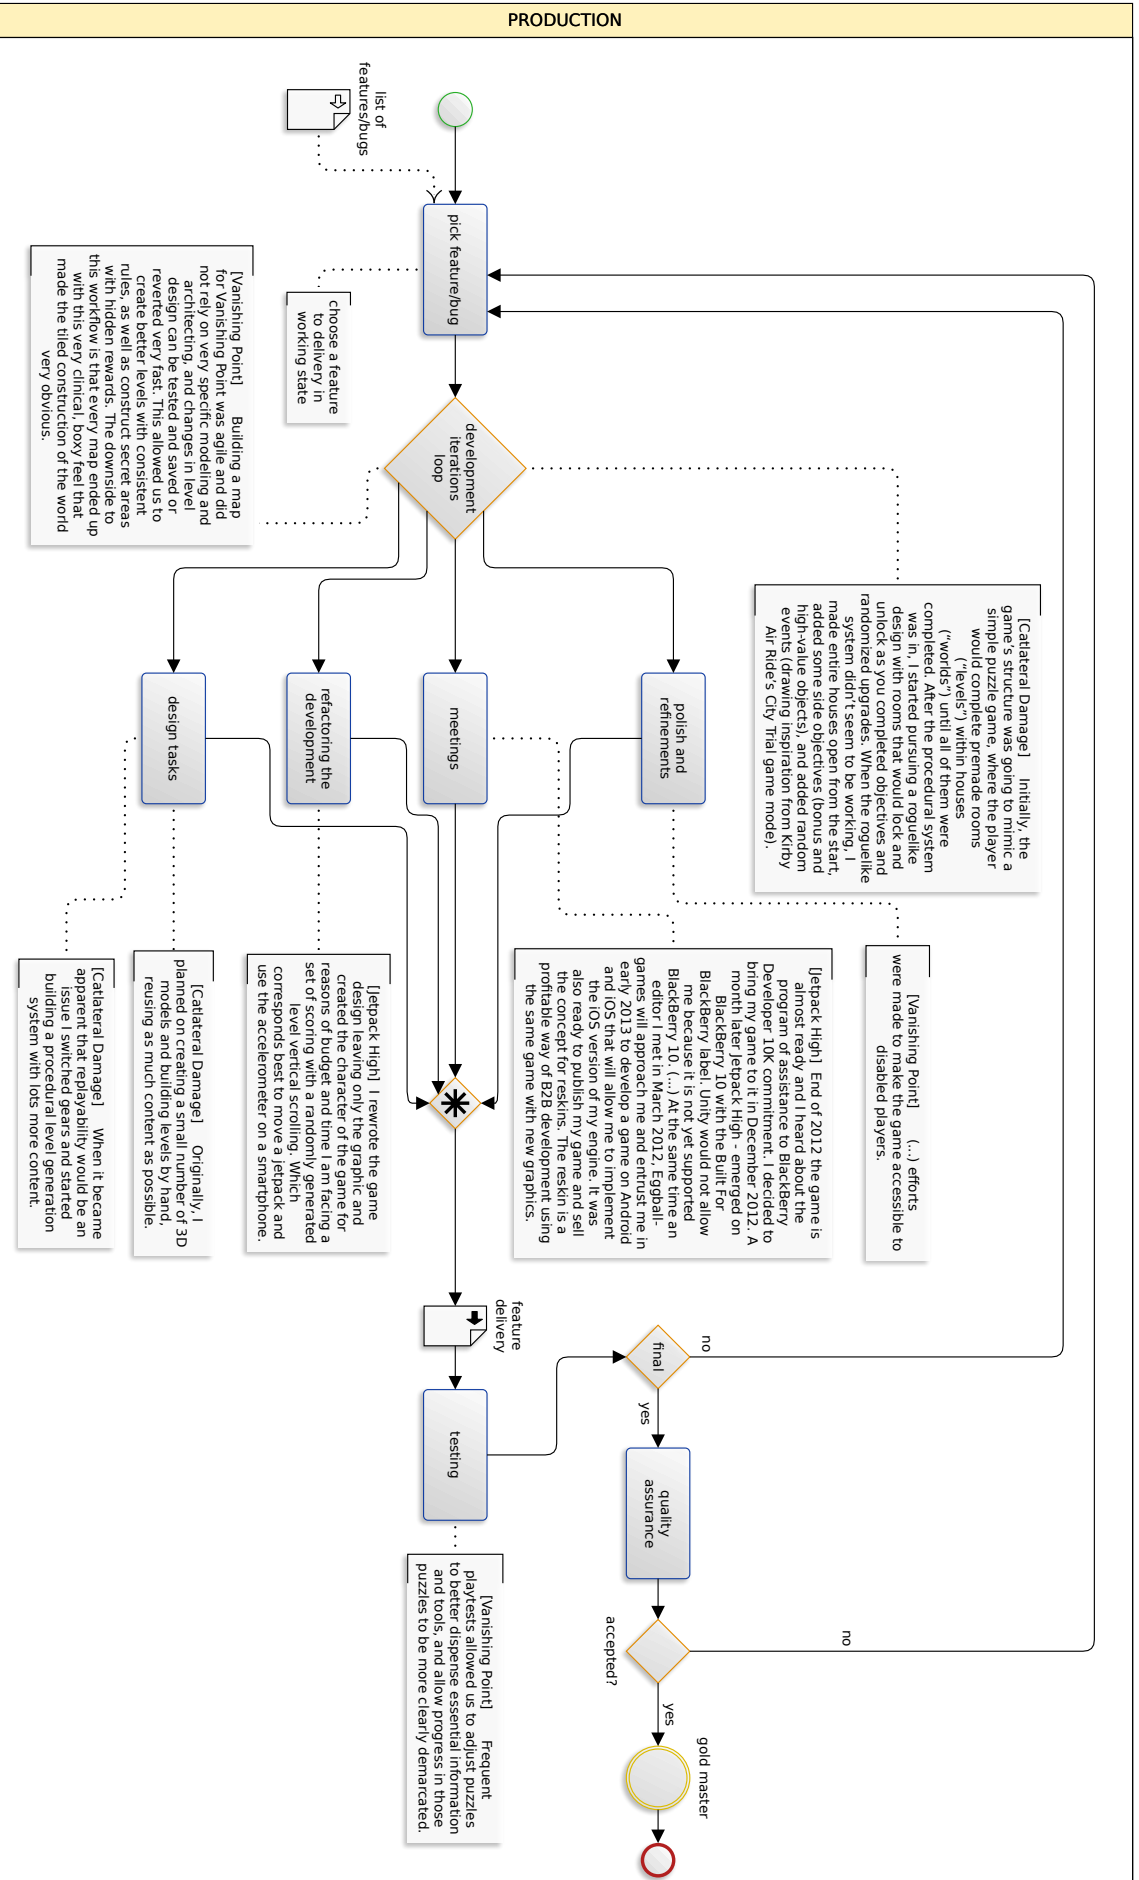 PRODUCTION
list of
features/bugs
pick feature/bug
choose a feature
to delivery in
working state
[Vanishing Point] Building a map
for Vanishing Point was agile and did
not rely on very specific modeling and
architecting, and changes in level
design can be tested and saved or
reverted very fast. This allowed us to
create better levels with consistent
rules, as well as construct secret areas
with hidden rewards. The downside to
this workflow is that every map ended up
with this very clinical, boxy feel that
made the tiled construction of the world
very obvious.
development
iterations
loop
[Catlateral Damage] Initially, the
game's structure was going to mimic a
simple puzzle game, where the player
would complete premade rooms
("levels") within houses
("worlds") until all of them were
completed. After the procedural system
was in, I started pursuing a roguelike
design with rooms that would lock and
unlock as you completed objectives and
randomized upgrades. When the roguelike
system didn't seem to be working, I
made entire houses open from the start,
added some side objectives (bonus and
high-value objects), and added random
events (drawing inspiration from Kirby
Air Ride's City Trial game mode).
polish and
refinements
meetings
refactoring the
development
design tasks
[Vanishing Point] (...) efforts
were made to make the game accessible to
disabled players.
[Jetpack High] End of 2012 the game is
almost ready and I heard about the
program of assistance to BlackBerry
Developer 10K commitment. I decided to
bring my game to it in December 2012. A
month later Jetpack High - emerged on
BlackBerry 10 with the Built For
BlackBerry label. Unity would not allow
me because it is not yet supported
BlackBerry 10. (...) At the same time an
editor I met in March 2012, Eggball-
games will approach me and entrust me in
early 2013 to develop a game on Android
and iOS that will allow me to implement
the iOS version of my engine. It was
also ready to publish my game and sell
the concept for reskins. The reskin is a
profitable way of B2B development using
the same game with new graphics.
[Jetpack High] I rewrote the game
design leaving only the graphic and
created the character of the game for
reasons of budget and time I am facing a
set of scoring with a randomly generated
level vertical scrolling. Which
corresponds best to move a jetpack and
use the accelerometer on a smartphone.
[Catlateral Damage] Originally, I
planned on creating a small number of 3D
models and building levels by hand,
reusing as much content as possible.
[Catlateral Damage] When it became
apparent that replayability would be an
issue I switched gears and started
building a procedural level generation
system with lots more content.
feature
delivery
testing
[Vanishing Point] Frequent
playtests allowed us to adjust puzzles
to better dispense essential information
and tools, and allow progress in those
puzzles to be more clearly demarcated.
final
no
yes
quality
assurance
accepted?
no
yes
gold master